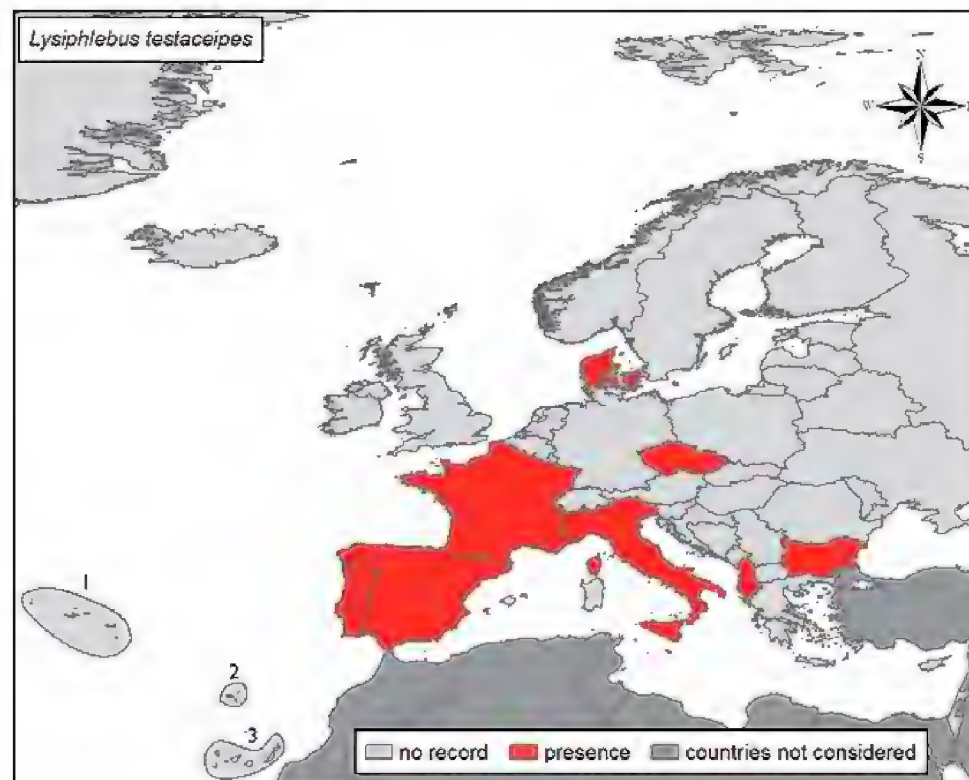 Lysiphlebus testaceipes
N
W
S
1
2
3
no record presence countries not considered